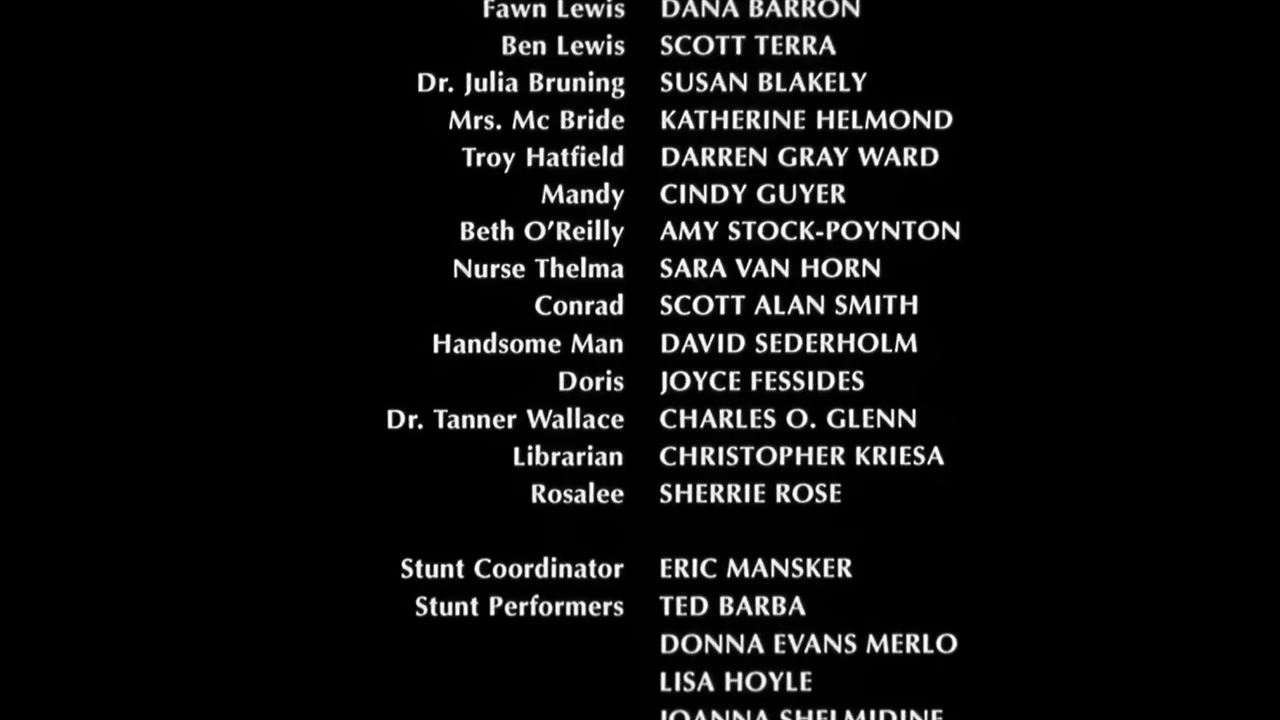 Fawn Lewis DANA BARRON
Ben Lewis SCOTT TERRA
Dr. Julia Bruning SUSAN BLAKELY
Mrs. Mc Bride KATHERINE HELMOND
Troy Hatfield DARREN GRAY WARD
Mandy CINDY GUYER
Beth O'Reilly AMY STOCK-POYNTON
Nurse Thelma SARA VAN HORN
Conrad SCOTT ALAN SMITH
Handsome Man DAVID SEDERHOLM
Doris JOYCE FESSIDES
Dr. Tanner Wallace CHARLES O. GLENN
Librarian CHRISTOPHER KRIESA
Rosalee SHERRIE ROSE
Stunt Coordinator ERIC MANSKER
Stunt Performers TED BARBA
DONNA EVANS MERLO
LISA HOYLE
JOANNA SHELMIDINE